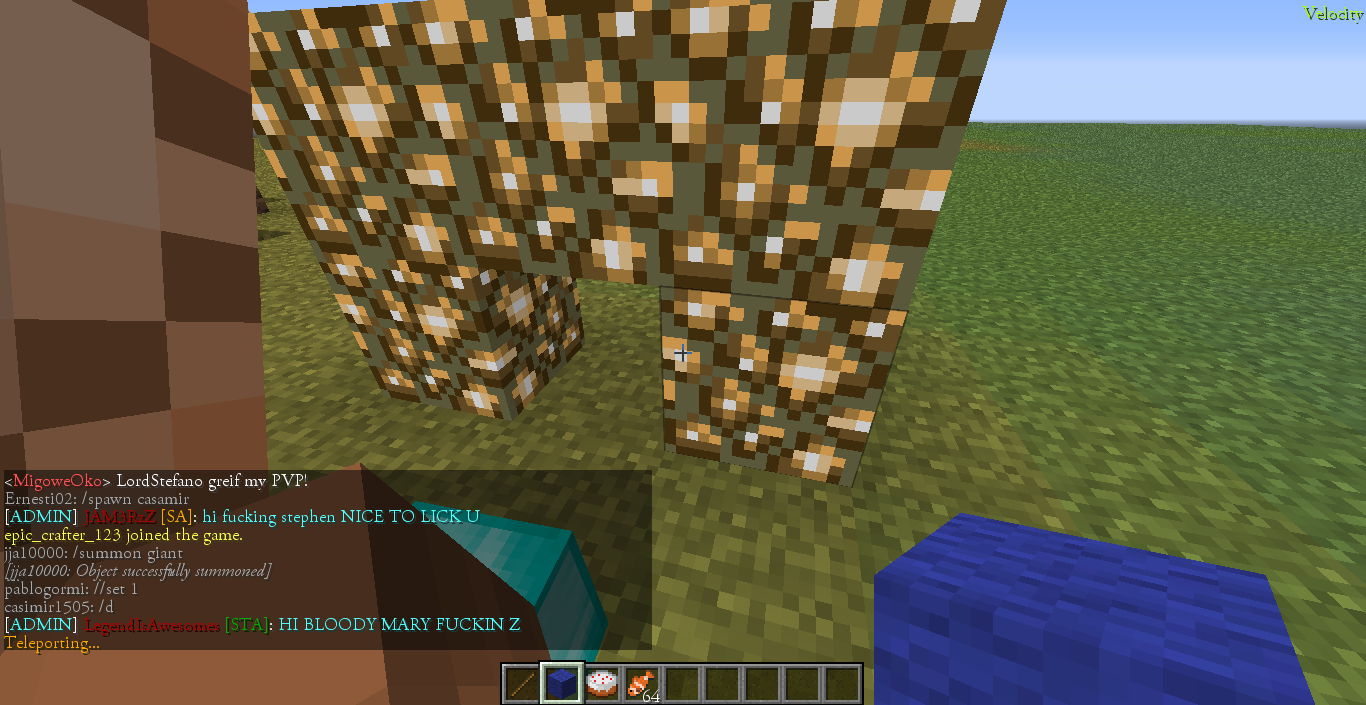 Velocity
<MigoweOko> LordStefano greif my PVP!
Ernesti02: /spawn casamir
[ADMIN] JAM3RzZ [SA]: hi fucking stephen NICE TO LICK U
epic_crafter_123 joined the game.
jja10000: /summon giant
[jja10000: Object successfully summoned]
pablogormi: //set 1
casimir1505: /d
[ADMIN] LegendIsAwesomes [STA]: HI BLOODY MARY FUCKIN Z
Teleporting...
64